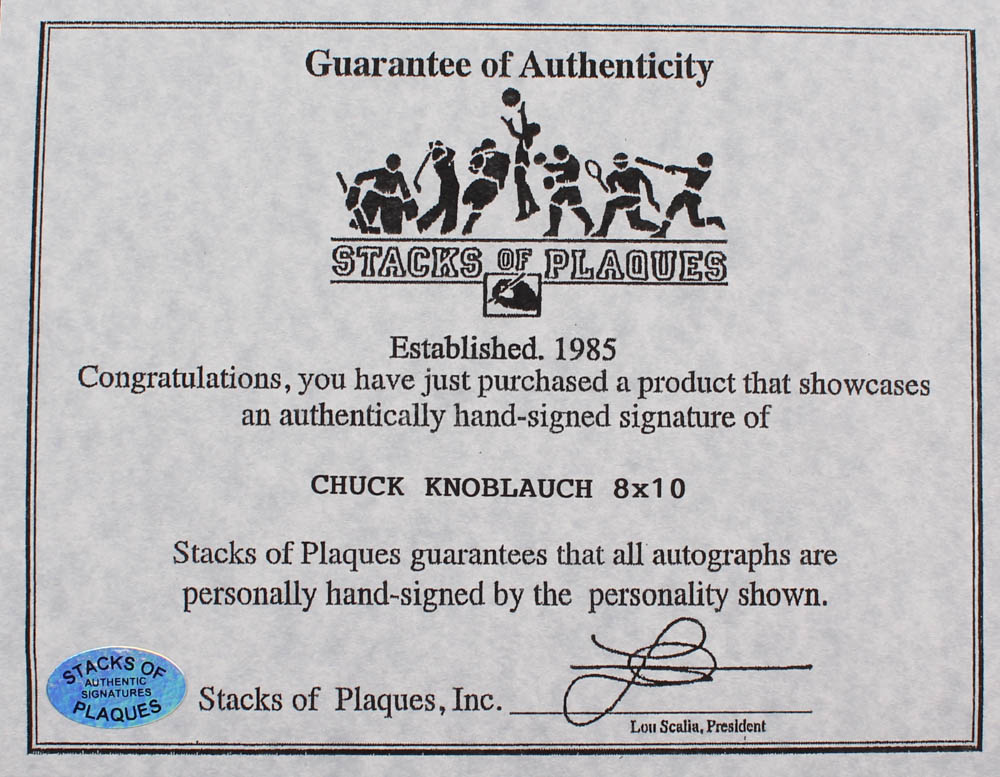 Guarantee of Authenticity
STACKS OF PLAQUES
Established. 1985
Congratulations, you have just purchased a product that showcases
an authentically hand-signed signature of
CHUCK KNOBLAUCH 8x10
Stacks of Plaques guarantees that all autographs are
personally hand-signed by the personality shown.
STACKS OF
AUTHENTIC
SIGNATURES
PLAQUES
Stacks of Plaques, Inc.
Lou Scalia, President